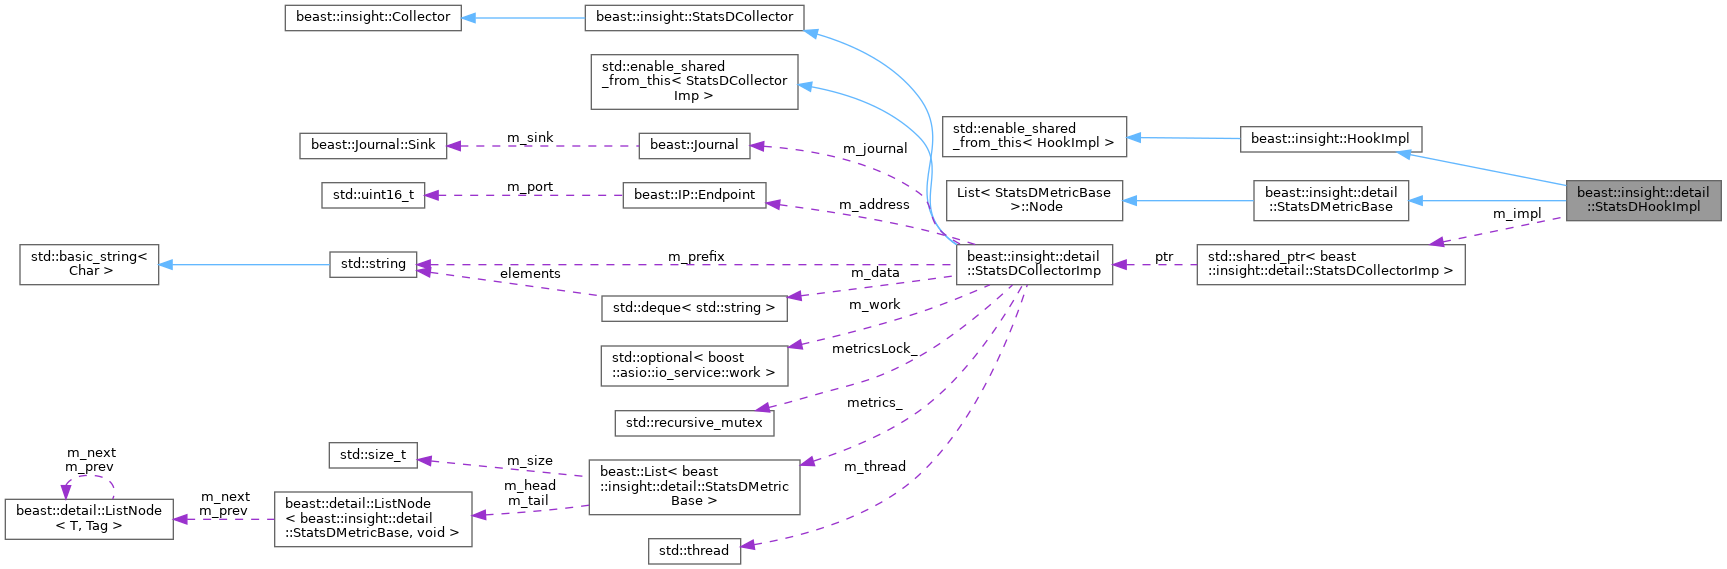 beast::insight::Collector
beast::insight::StatsDCollector
std::enable_shared
_from_this< StatsDCollector
Imp >
beast::Journal::Sink
m_sink
beast::Journal
m_journal
std::enable_shared
_from_this< HookImpl >
beast::insight::HookImpl
std::uint16_t
m_port
beast::IP::Endpoint
m_address
List< StatsDMetricBase
>::Node
beast::insight::detail
::StatsDMetricBase
beast::insight::detail
::StatsDHookImpl
m_impl
std::basic_string<
Char >
std::string
m_prefix
elements
m_data
std::deque< std::string >
beast::insight::detail
::StatsDCollectorImp
ptr
std::shared_ptr< beast
::insight::detail::StatsDCollectorImp >
m_work
std::optional< boost
::asio::io_service::work >
metricsLock_
std::recursive_mutex
metrics_
std::size_t
m_size
beast::List< beast
::insight::detail::StatsDMetric
Base >
m_head
m_tail
m_thread
m_next
m_prev
beast::detail::ListNode
< T, Tag >
m_next
m_prev
beast::detail::ListNode
< beast::insight::detail
::StatsDMetricBase, void >
std::thread